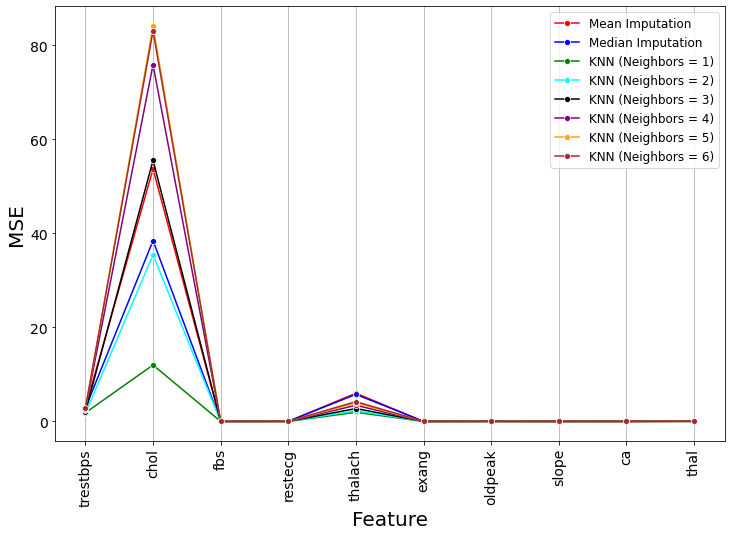 80
60
40
20
0
MSE
Mean Imputation
Median Imputation
KNN (Neighbors = 1)
KNN (Neighbors = 2)
KNN (Neighbors = 3)
KNN (Neighbors = 4)
KNN (Neighbors = 5)
KNN (Neighbors = 6)
trestbps
chol
fbs
restecg
thalach
exang
oldpeak
slope
ca
thal
Feature